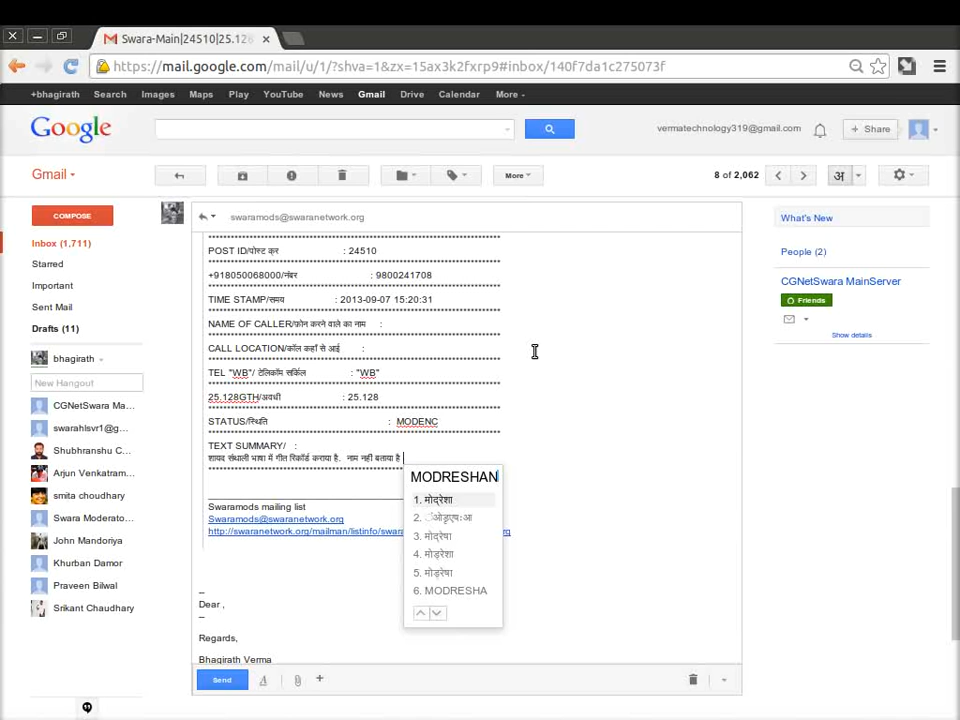 Swara-Main|24510|25.12
https://mail.google.com/mail/u/1/?shva=1&zx=15ax3k2fxrp9#inbox/140f7da1c275073f
+bhagirath Search Images Maps Play YouTube News Gmail Drive Calendar More
Google
vermatechnology319@gmail.com
+ Share
Gmail
More
8 of 2,062
अ
COMPOSE
Inbox (1,711)
Starred
Important
Sent Mail
Drafts (11)
bhagirath
New Hangout
CGNetSwara Ma...
swarahlsvr1@g...
Shubhranshu C...
Arjun Venkatram...
smita choudhary
Swara Moderato...
John Mandoriya
Khurban Damor
Praveen Bilwal
Srikant Chaudhary
swaramods@swaranetwork.org
POST ID/पोस्ट क्र : 24510
+918050068000/नंबर : 9800241708
TIME STAMP/समय : 2013-09-07 15:20:31
NAME OF CALLER/फ़ोन करने वाले का नाम :
CALL LOCATION/कॉल कहाँ से आई :
TEL "WB"/ टेलिकॉम सर्किल : "WB"
25.128GTH/अवधी : 25.128
STATUS/स्थिति : MODENC
TEXT SUMMARY/ :
शायद संथाली भाषा में गीत रिकॉर्ड कराया है. नाम नहीं बताया है
MODRESHAN
1. मोद्रेशा
3. मोद्रेषा
4. मोड्रेशा
5. मोड्रेषा
6. MODRESHA
Swaramods mailing list
Swaramods@swaranetwork.org
http://swaranetwork.org/mailman/listinfo/swara
rg
--
Dear ,
--
Regards,
Bhagirath Verma
Send
What's New
People (2)
CGNetSwara MainServer
Friends
Show details